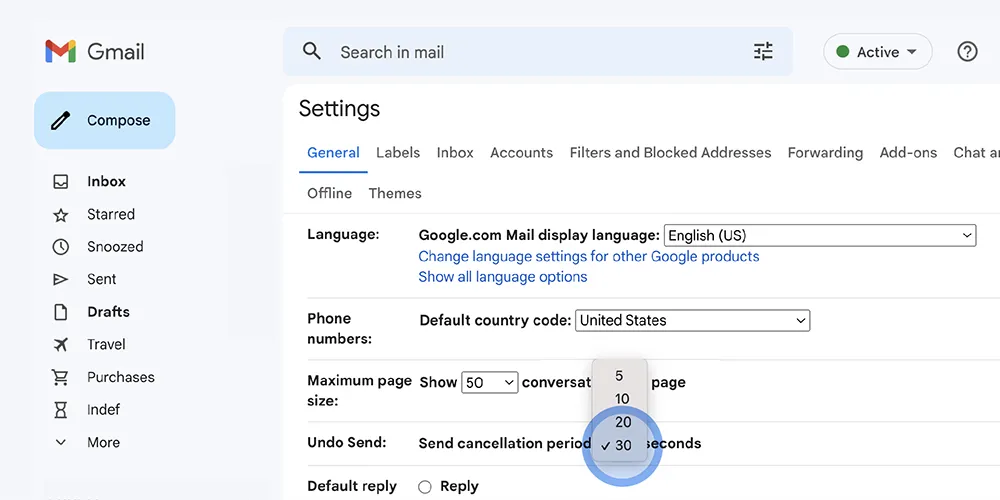 Gmail
Search in mail
Active
Compose
Inbox
Starred
Snoozed
Sent
Drafts
Travel
Purchases
Indef
More
Settings
General Labels Inbox Accounts Filters and Blocked Addresses Forwarding Add-ons Chat
Offline Themes
Language: Google.com Mail display language: English (US)
Change language settings for other Google products
Show all language options
Phone numbers: Default country code: United States
Maximum page size: Show 50 page
5
10
20
✓ 30
Undo Send: Send cancellation period
Default reply Reply